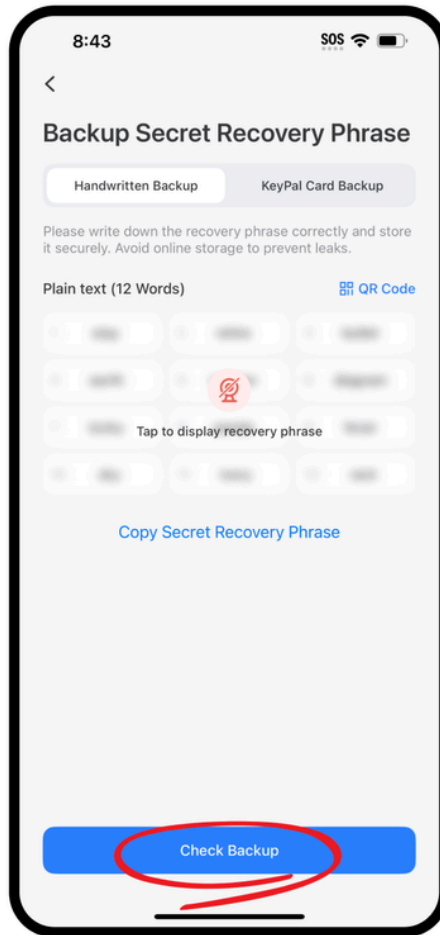 8:43
SOS
Backup Secret Recovery Phrase
Handwritten Backup KeyPal Card Backup
Please write down the recovery phrase correctly and store
it securely. Avoid online storage to prevent leaks.
Plain text (12 Words) QR Code
Tap to display recovery phrase
Copy Secret Recovery Phrase
Check Backup